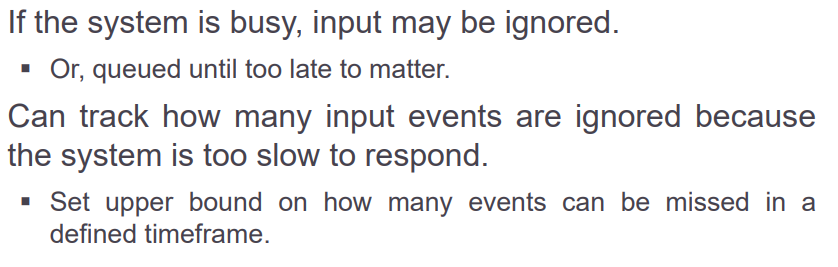 If the system is busy, input may be ignored.
▪ Or, queued until too late to matter.
Can track how many input events are ignored because
the system is too slow to respond.
▪ Set upper bound on how many events can be missed in a
defined timeframe.